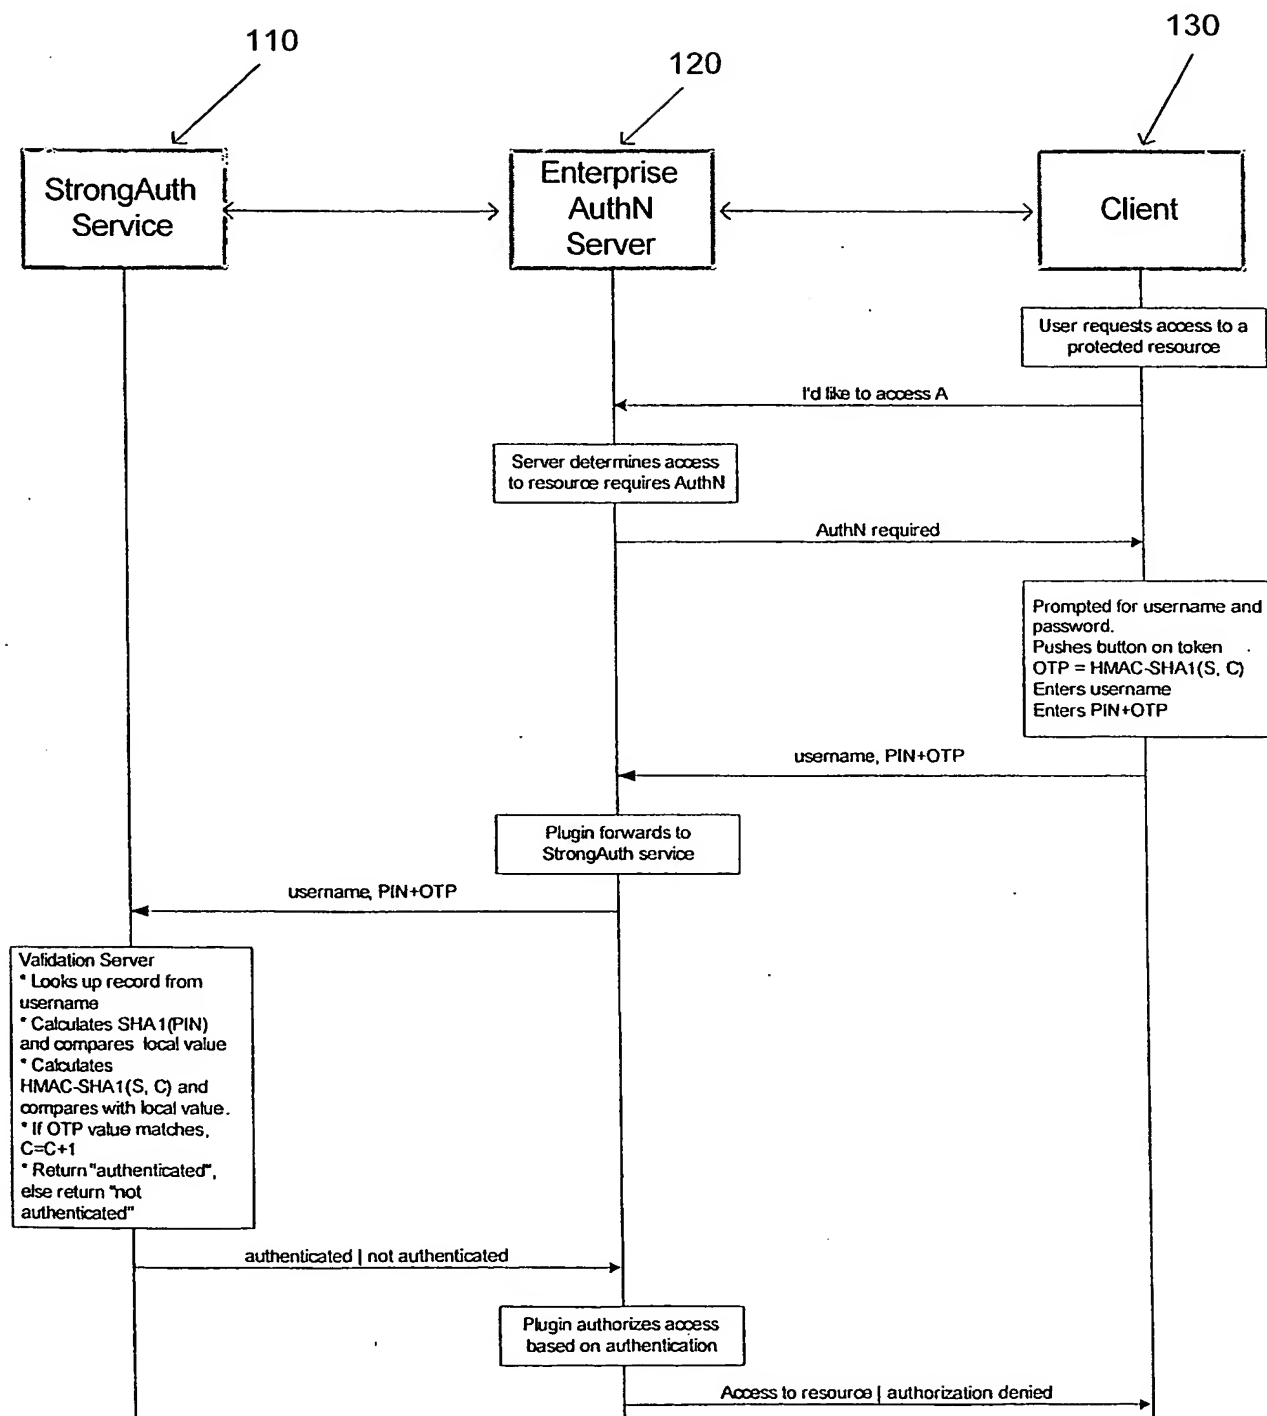 110
120
130
StrongAuth
Service
Enterprise
AuthN
Server
Client
User requests access to a
protected resource
I'd like to access A
Server determines access
to resource requires AuthN
AuthN required
Prompted for username and
password.
Pushes button on token
OTP = HMAC-SHA1(S, C)
Enters username
Enters PIN+OTP
username, PIN+OTP
Plugin forwards to
StrongAuth service
username, PIN+OTP
Validation Server
* Looks up record from
username
* Calculates SHA1(PIN)
and compares local value
* Calculates
HMAC-SHA1(S, C) and
compares with local value.
* If OTP value matches,
C=C+1
* Return "authenticated",
else return "not
authenticated"
authenticated | not authenticated
Plugin authorizes access
based on authentication
Access to resource | authorization denied